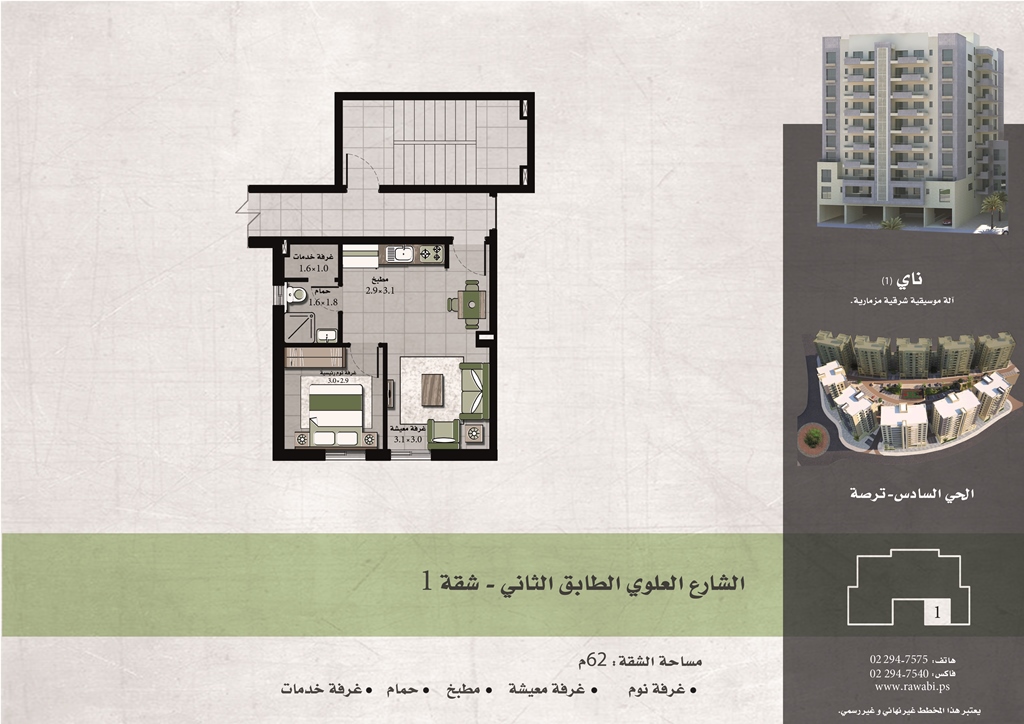 غرفة خدمات
1.6×1.0
حمام
1.6×1.8
مطبخ
2.9×3.1
غرفة نوم رئيسية
3.0×2.9
غرفة معيشة
3.1×3.0
ناي (1)
آلة موسيقية شرقية مزمارية.
الحي السادس-ترصة
الشارع العلوي الطابق الثاني - شقة 1
1
مساحة الشقة: 62م
• غرفة نوم • غرفة معيشة • مطبخ • حمام • غرفة خدمات
هاتف: 02 294-7575
فاكس: 02 294-7540
www.rawabi.ps
يعتبر هذا المخطط غير نهائي و غير رسمي.